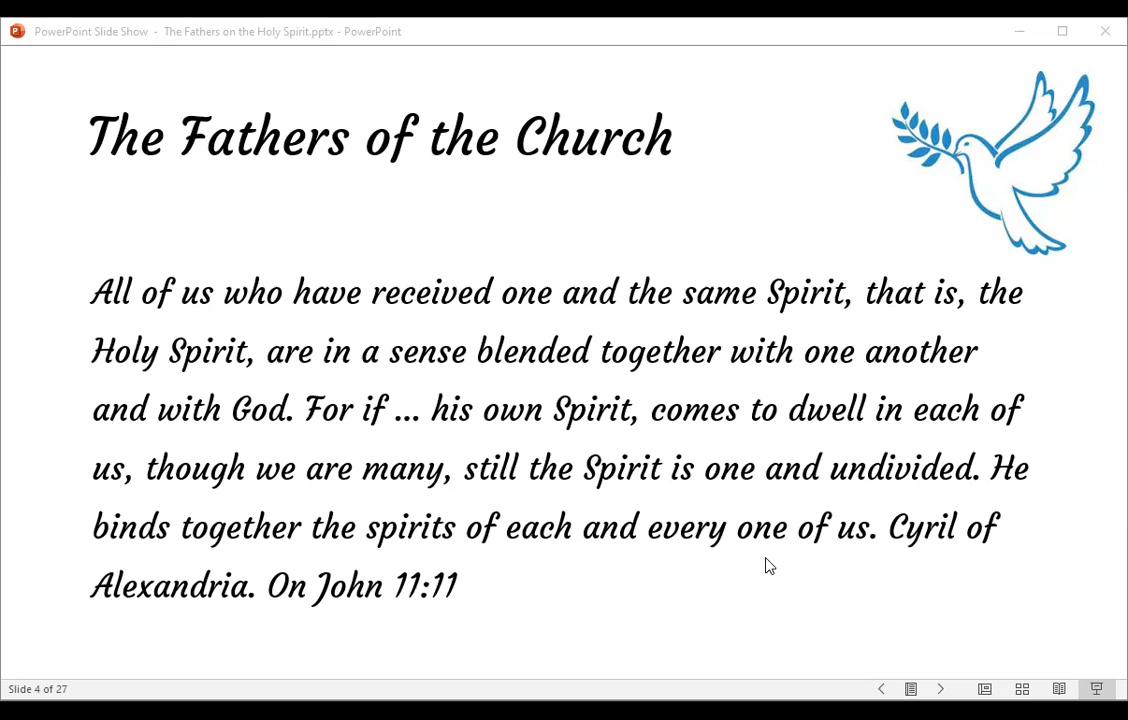 PowerPoint Slide Show - The Fathers on the Holy Spirit.pptx - PowerPoint
The Fathers of the Church
All of us who have received one and the same Spirit, that is, the
Holy Spirit, are in a sense blended together with one another
and with God. For if ... his own Spirit, comes to dwell in each of
us, though we are many, still the Spirit is one and undivided. He
binds together the spirits of each and every one of us. Cyril of
Alexandria. On John 11:11
Slide 4 of 27